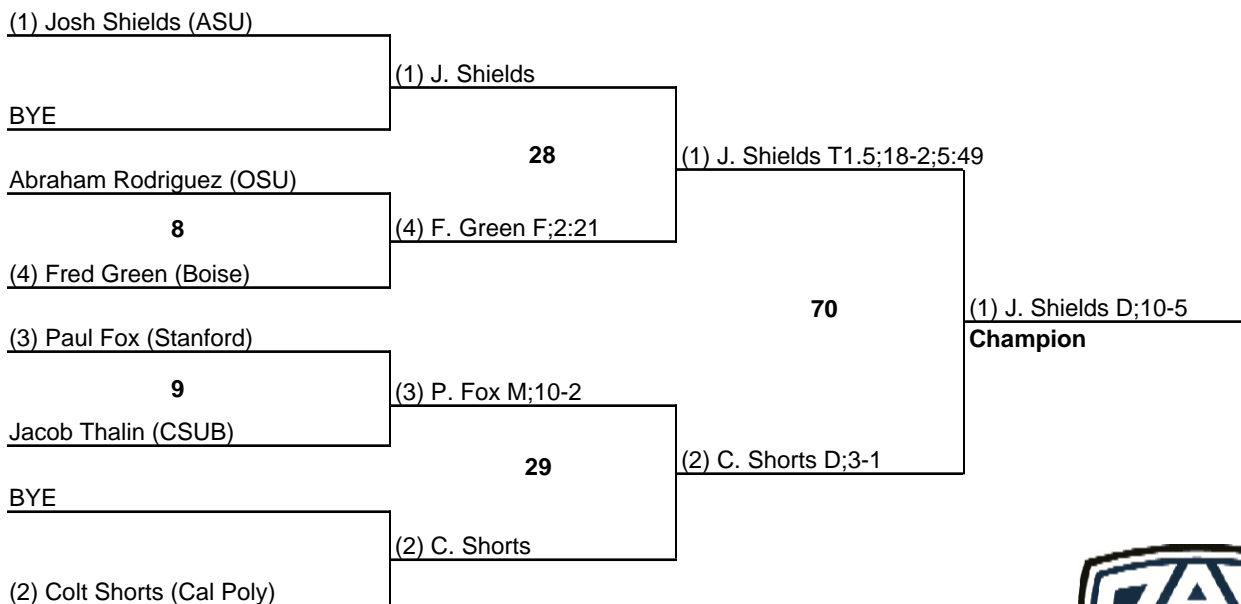 (1) Josh Shields (ASU)
(1) J. Shields
BYE
28
(1) J. Shields T1.5;18-2;5:49
Abraham Rodriguez (OSU)
8
(4) F. Green F;2:21
(4) Fred Green (Boise)
70
(1) J. Shields D;10-5
Champion
(3) Paul Fox (Stanford)
9
(3) P. Fox M;10-2
Jacob Thalin (CSUB)
29
(2) C. Shorts D;3-1
BYE
(2) C. Shorts
(2) Colt Shorts (Cal Poly)